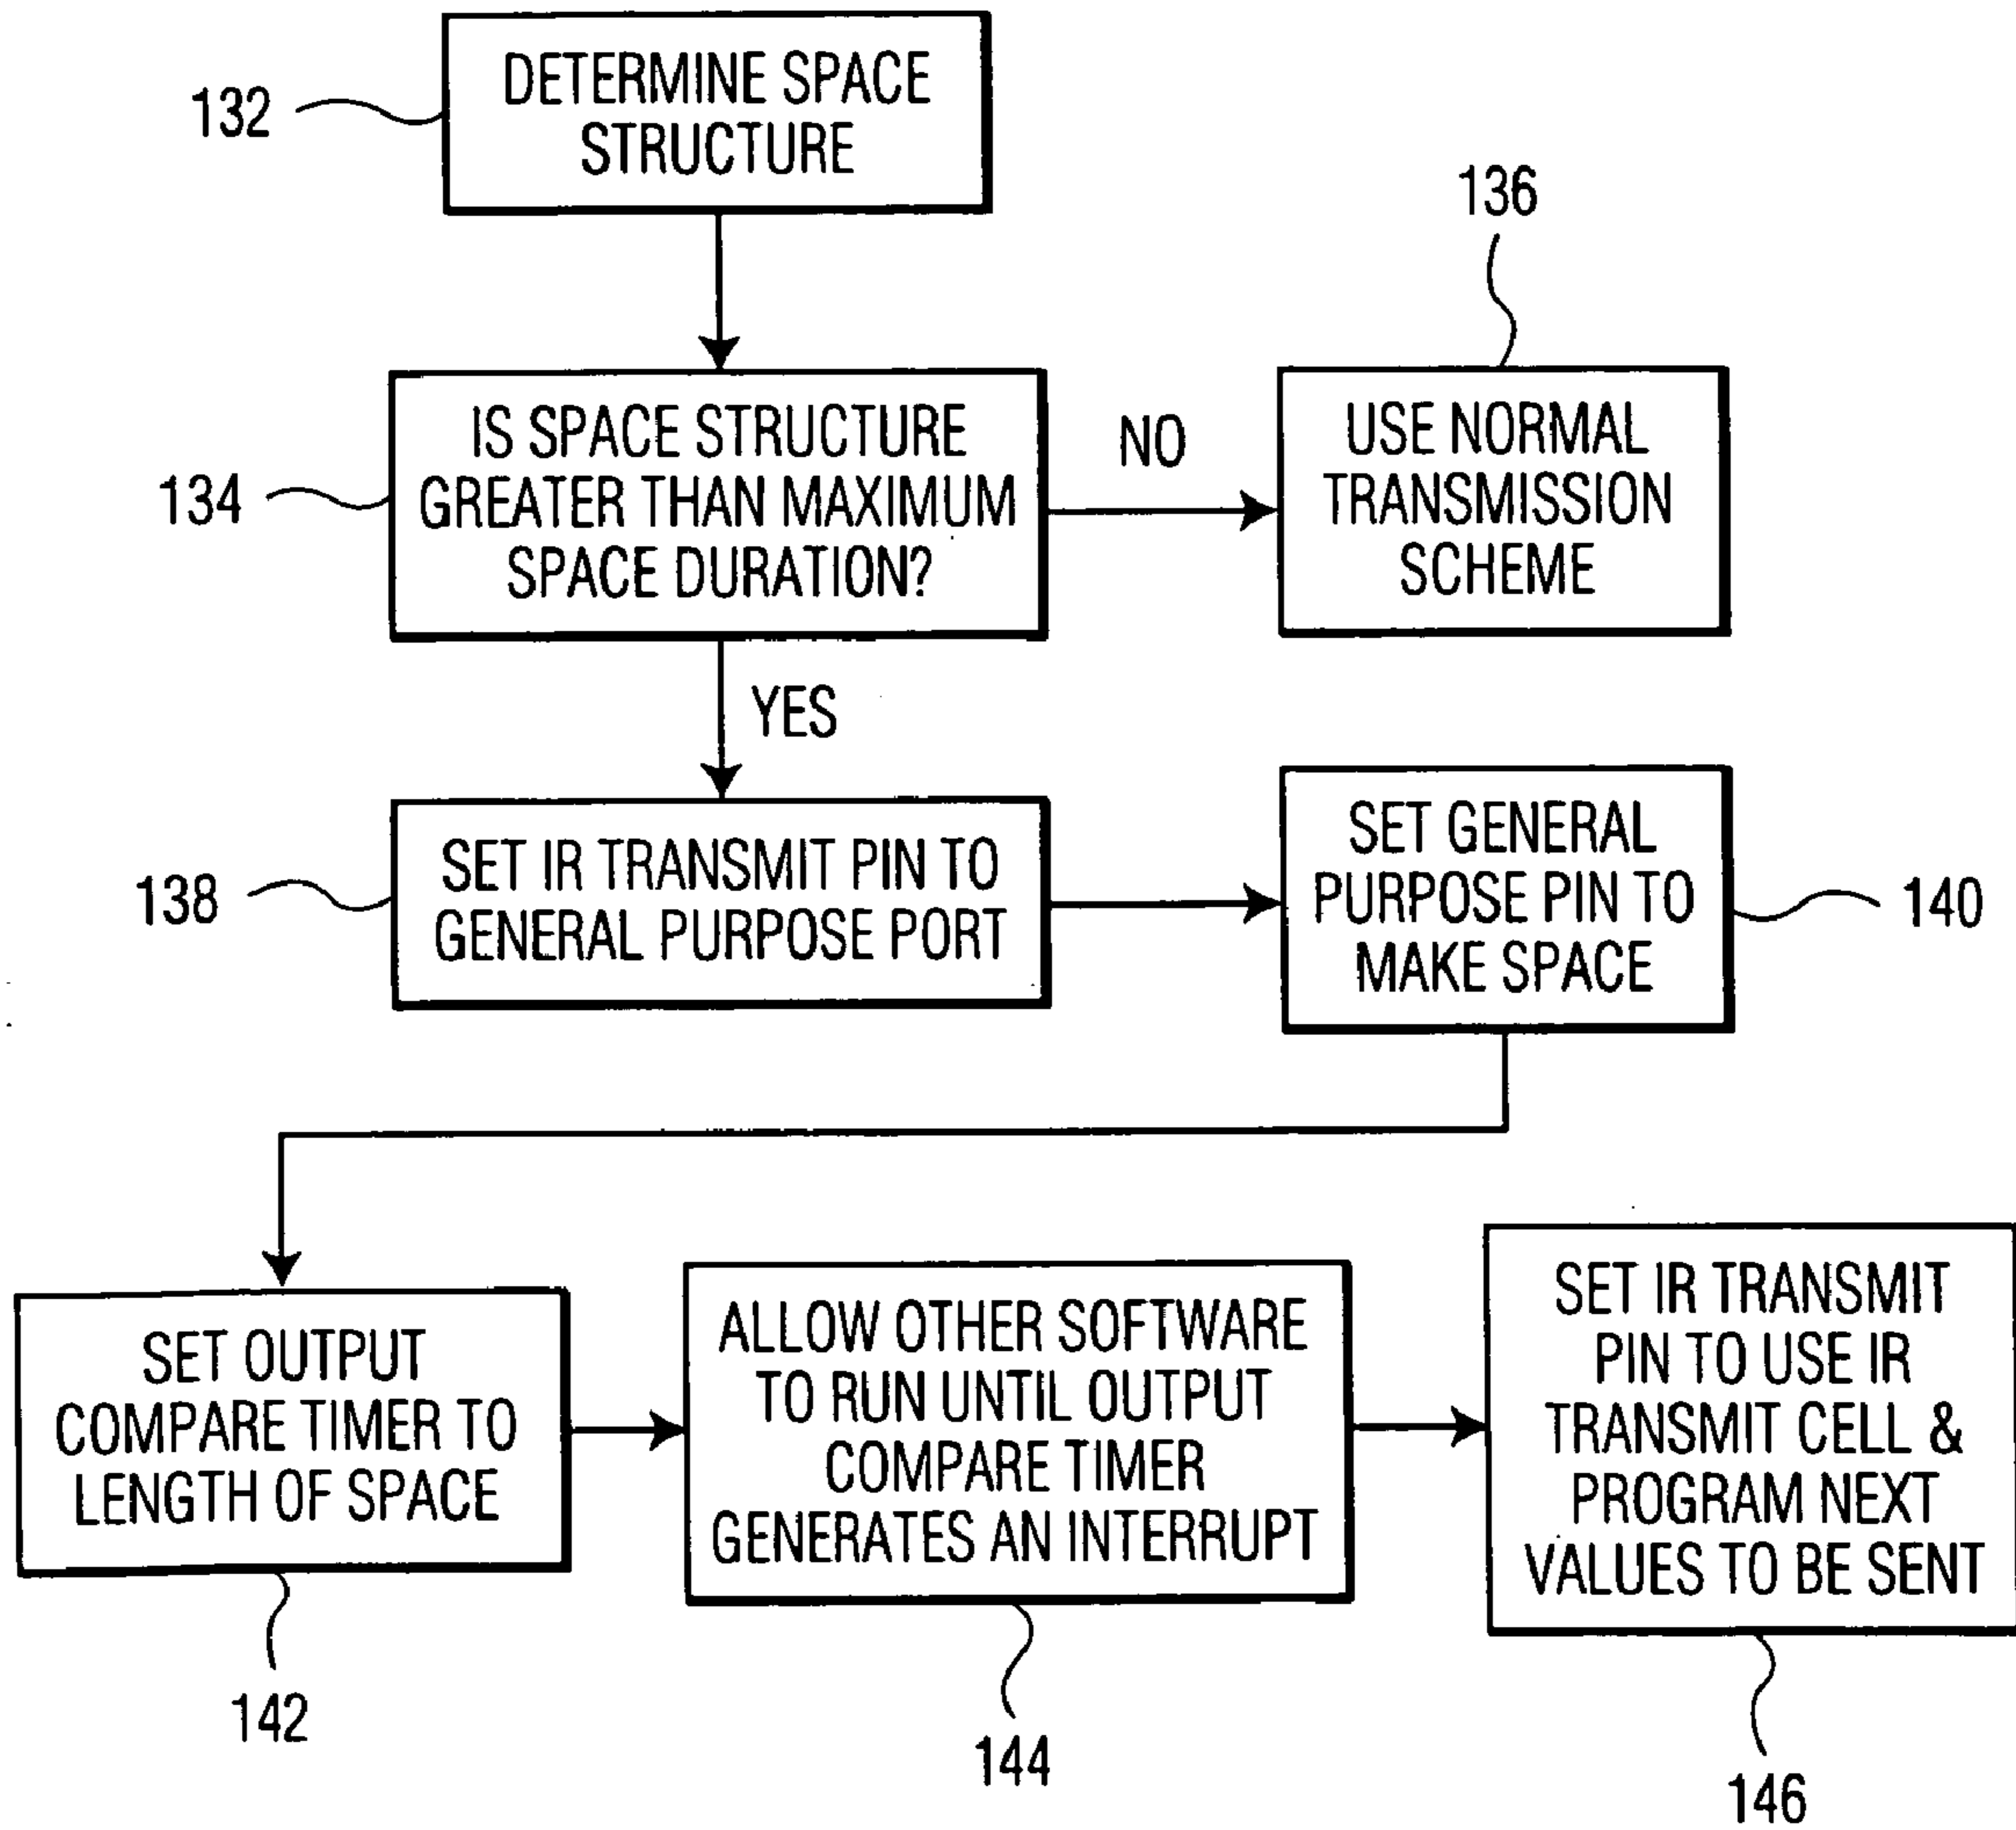 132
DETERMINE SPACE
STRUCTURE
136
134
IS SPACE STRUCTURE
GREATER THAN MAXIMUM
SPACE DURATION?
NO
USE NORMAL
TRANSMISSION
SCHEME
YES
138
SET IR TRANSMIT PIN TO
GENERAL PURPOSE PORT
SET GENERAL
PURPOSE PIN TO
MAKE SPACE
140
SET OUTPUT
COMPARE TIMER TO
LENGTH OF SPACE
ALLOW OTHER SOFTWARE
TO RUN UNTIL OUTPUT
COMPARE TIMER
GENERATES AN INTERRUPT
SET IR TRANSMIT
PIN TO USE IR
TRANSMIT CELL &
PROGRAM NEXT
VALUES TO BE SENT
142
144
146